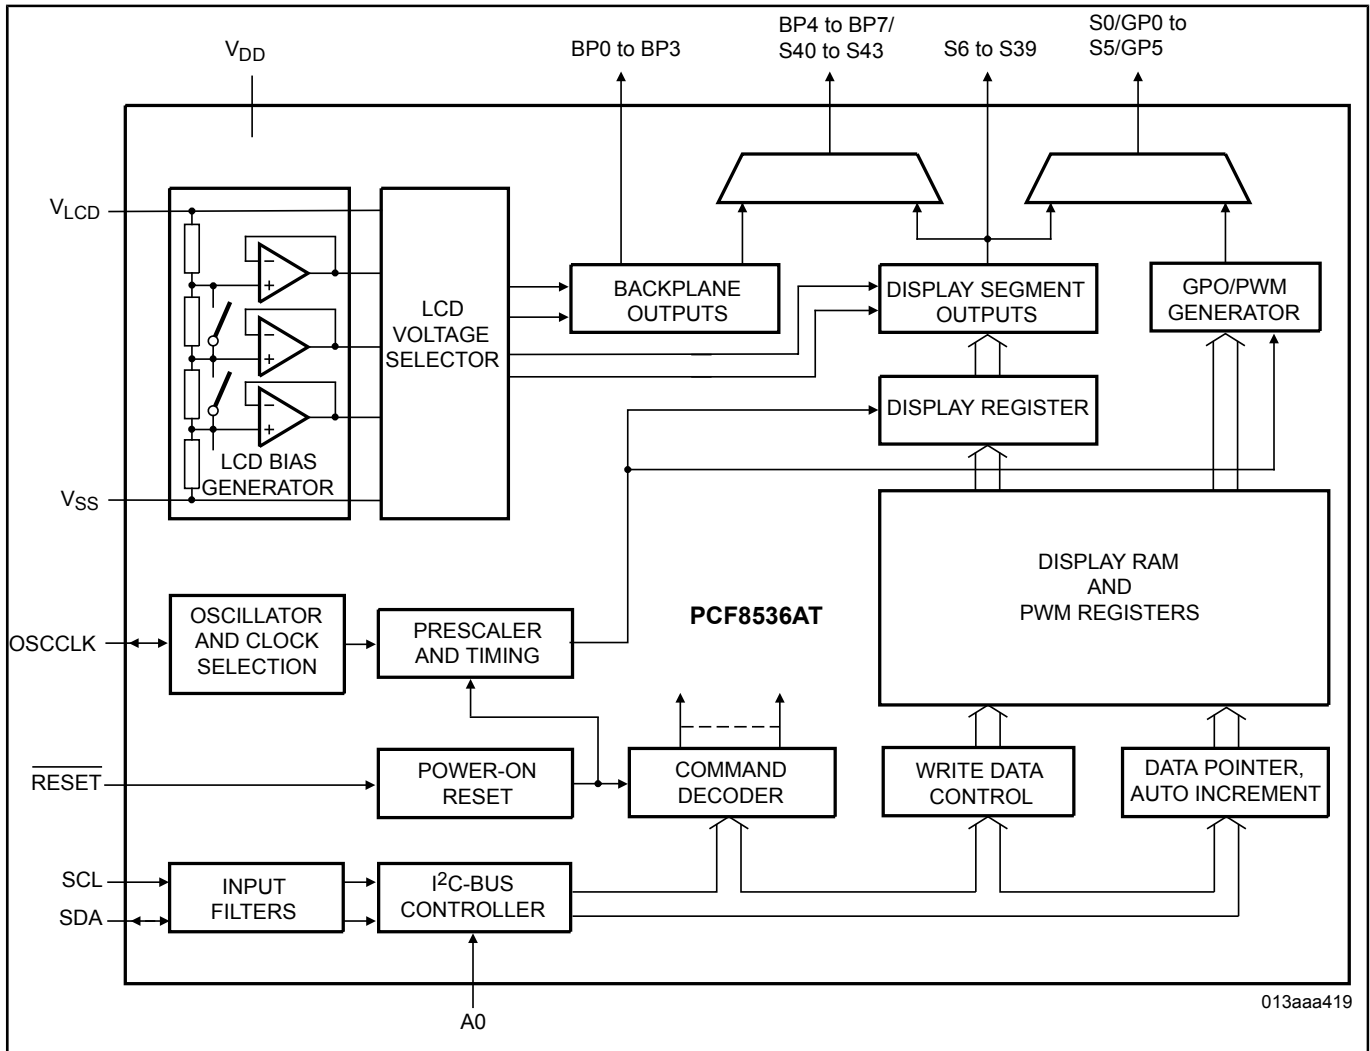 V_DD
BP0 to BP3
BP4 to BP7/
S40 to S43
S6 to S39
S0/GP0 to
S5/GP5
V_LCD
−
+
−
+
−
+
LCD BIAS
GENERATOR
LCD
VOLTAGE
SELECTOR
BACKPLANE
OUTPUTS
DISPLAY SEGMENT
OUTPUTS
GPO/PWM
GENERATOR
DISPLAY REGISTER
V_SS
DISPLAY RAM
AND
PWM REGISTERS
OSCCLK
OSCILLATOR
AND CLOCK
SELECTION
PRESCALER
AND TIMING
PCF8536AT
RESET
POWER-ON
RESET
COMMAND
DECODER
WRITE DATA
CONTROL
DATA POINTER,
AUTO INCREMENT
SCL
SDA
INPUT
FILTERS
I²C-BUS
CONTROLLER
A0
013aaa419